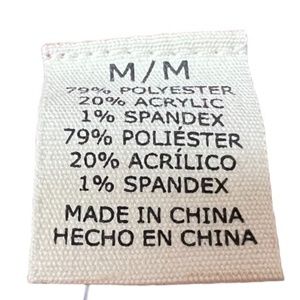 M/M
79% POLYESTER
20% ACRYLIC
1% SPANDEX
79% POLIÉSTER
20% ACRÍLICO
1% SPANDEX
MADE IN CHINA
HECHO EN CHINA